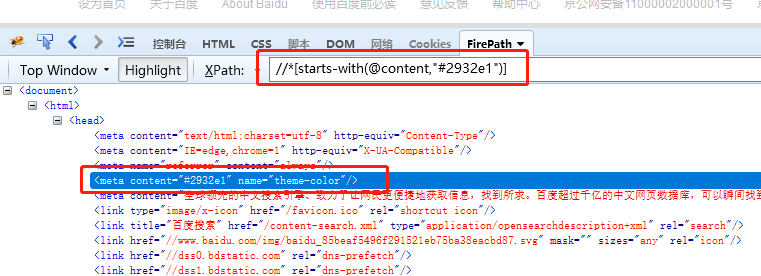 设为首页 关于百度 About Baidu 使用百度前必读 意见反馈 帮助中心 京公网安备11000002000001号
控制台 HTML CSS 脚本 DOM 网络 Cookies FirePath
Top Window Highlight XPath: //*[starts-with(@content,"#2932e1")]
<document>
<html>
<head>
<meta content="text/html;charset=utf-8" http-equiv="Content-Type"/>
<meta content="IE=edge,chrome=1" http-equiv="X-UA-Compatible"/>
<meta name="referrer" content="always"/>
<meta content="#2932e1" name="theme-color"/>
<meta content="全球领先的中文搜索引擎、致力于让网民更便捷地获取信息，找到所求。百度超过千亿的中文网页数据库，可以瞬间找到
<link type="image/x-icon" href="/favicon.ico" rel="shortcut icon"/>
<link title="百度搜索" href="/content-search.xml" type="application/opensearchdescription+xml" rel="search"/>
<link href="//www.baidu.com/img/baidu_85beaf5496f291521eb75ba38eacbd87.svg" mask="" sizes="any" rel="icon"/>
<link href="//dss0.bdstatic.com" rel="dns-prefetch"/>
<link href="//dss1.bdstatic.com" rel="dns-prefetch"/>